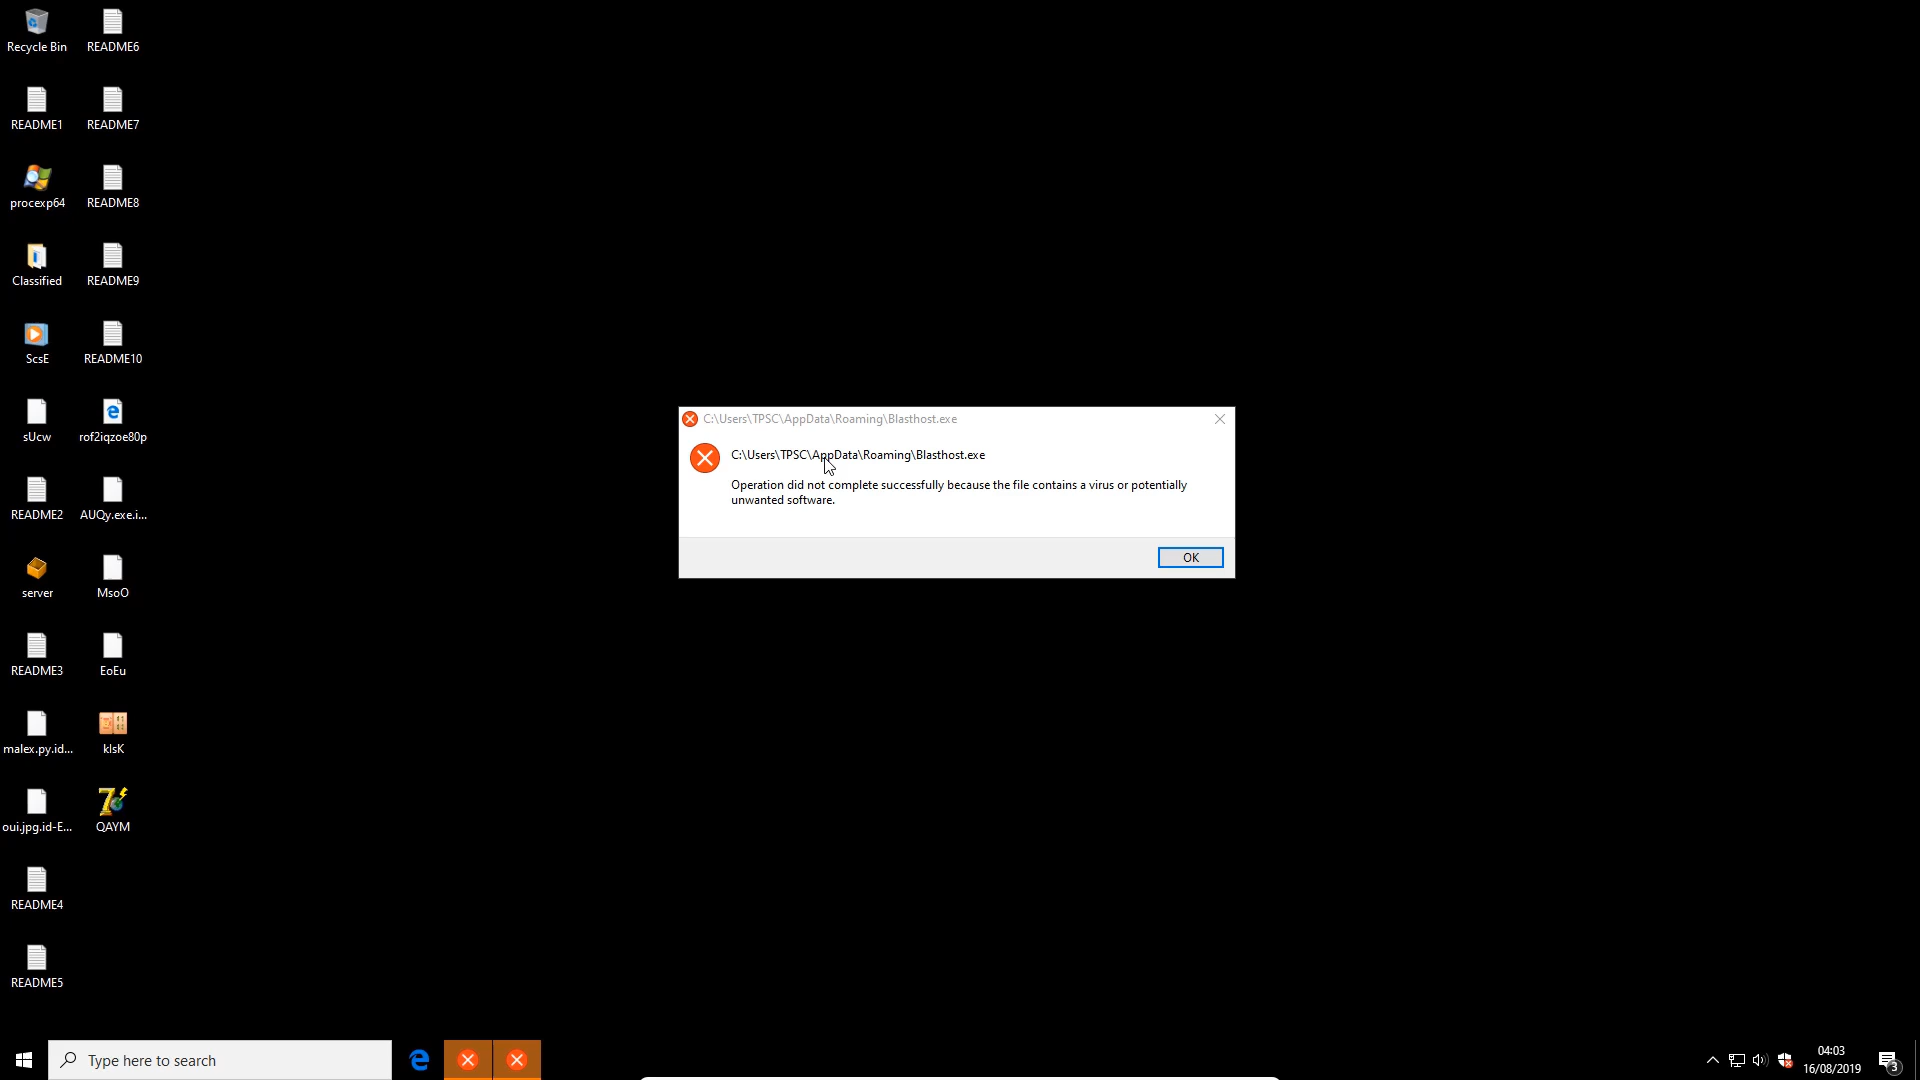 Recycle Bin
README1
procexp64
Classified
ScsE
sUcw
README2
server
README3
malex.py.id...
oui.jpg.id-E...
README4
README5
README6
README7
README8
README9
README10
rof2iqzoe80p
AUQy.exe.i...
MsoO
EoEu
QAYM
C:\Users\TPSC\AppData\Roaming\Blasthost.exe
C:\Users\TPSC\AppData\Roaming\Blasthost.exe
Operation did not complete successfully because the file contains a virus or potentially
unwanted software.
OK
Type here to search
04:03
16/08/2019
3